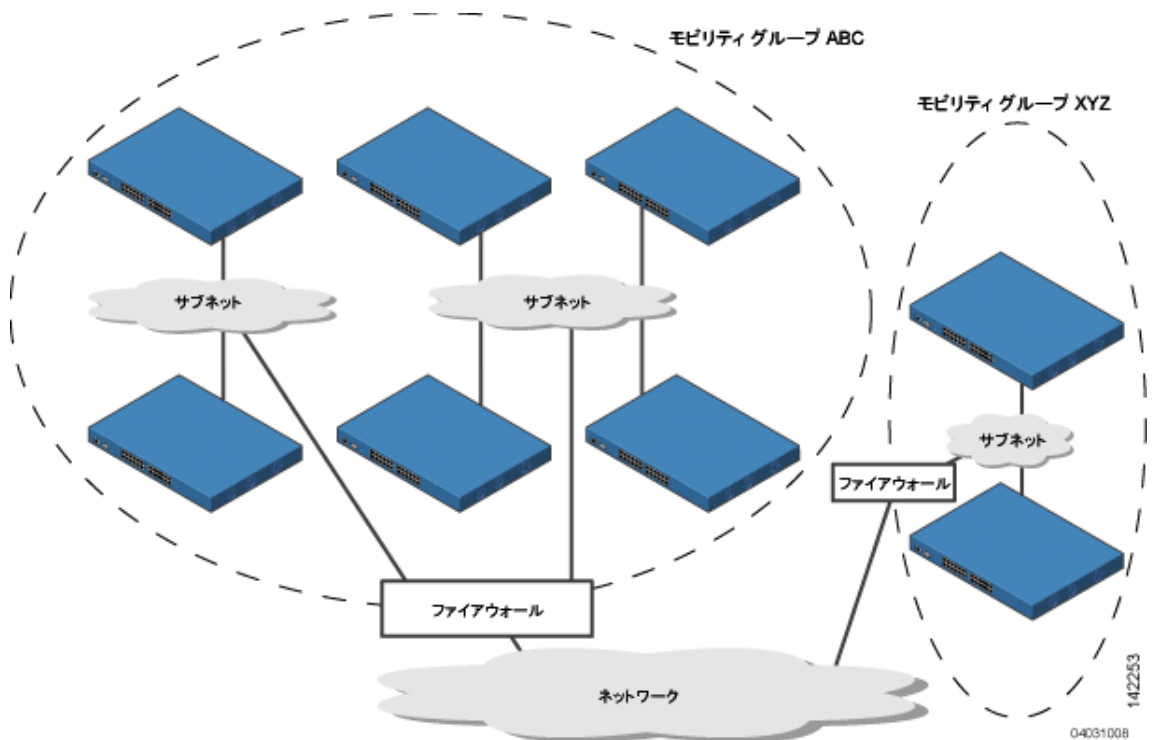 モビリティ グループ ABC
モビリティ グループ XYZ
サブネット
サブネット
サブネット
ファイアウォール
ファイアウォール
ネットワーク
142253
04031008